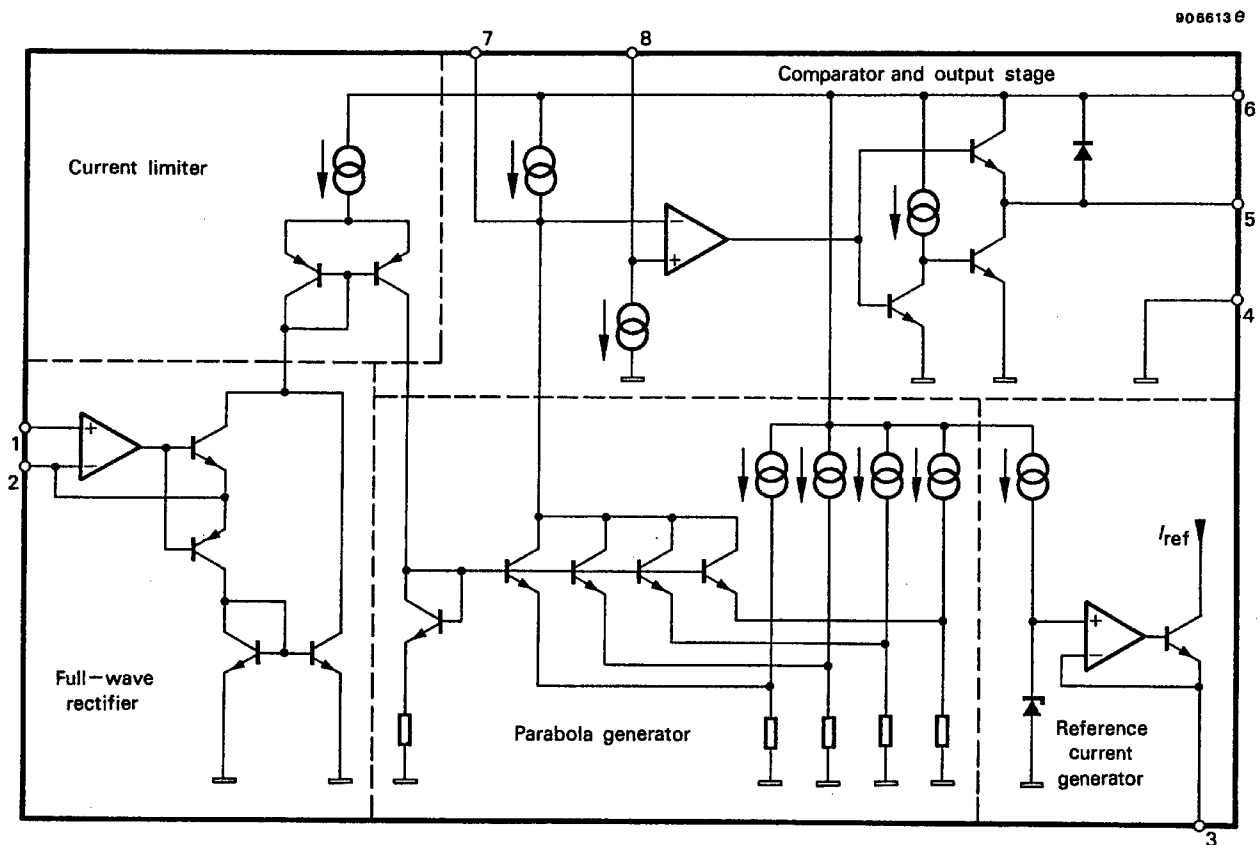 906613 e
7
8
Comparator and output stage
6
Current limiter
5
4
+
−
+
−
1
2
Iref
+
−
Full-wave
rectifier
Parabola generator
Reference
current
generator
3